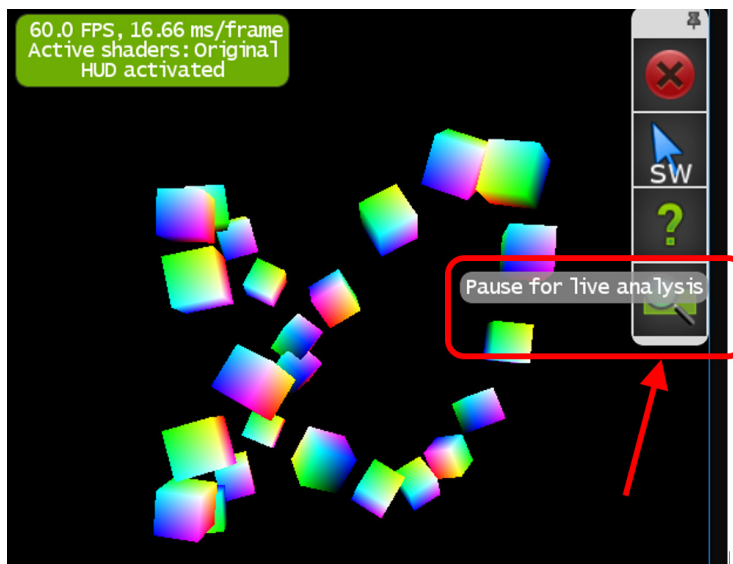 60.0 FPS, 16.66 ms/frame
Active shaders: Original
HUD activated
SW
?
Pause for live analysis